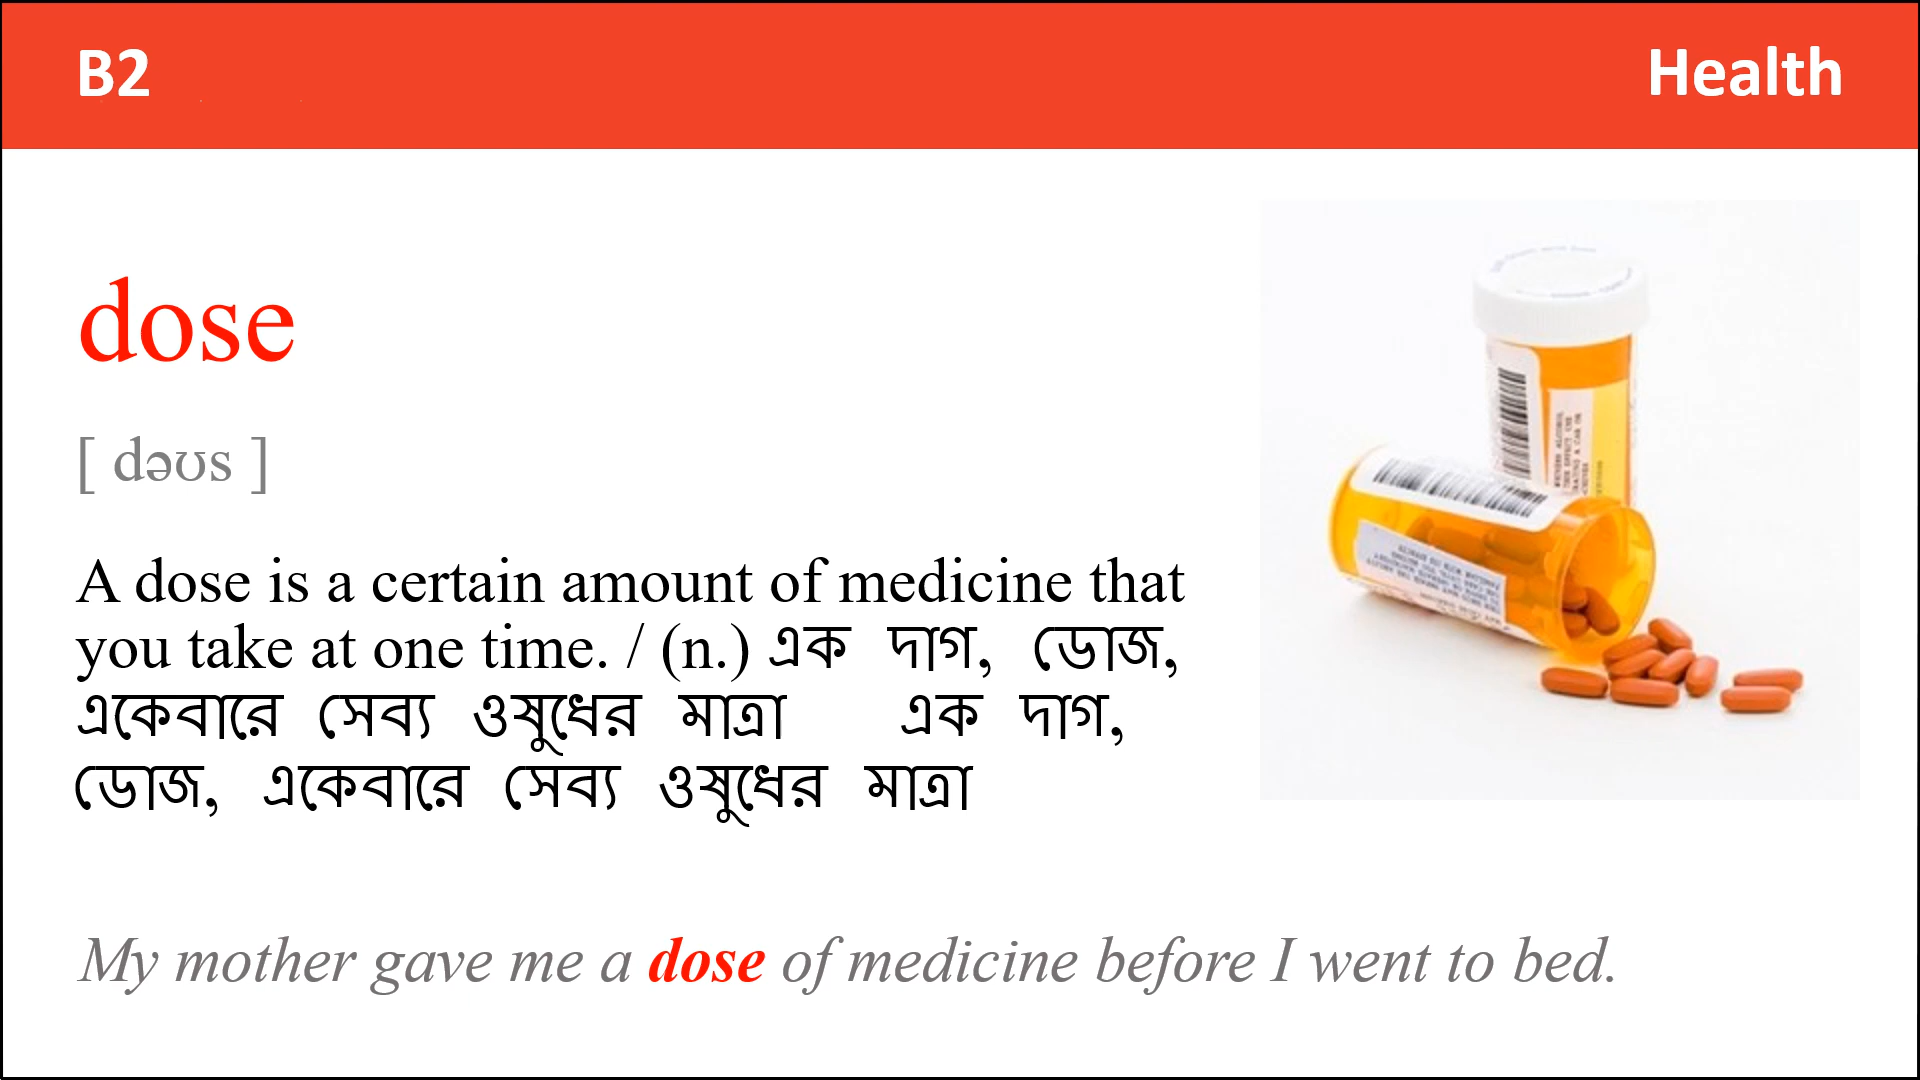 B2
Health
dose
[ dəʊs ]
A dose is a certain amount of medicine that
you take at one time. / (n.) এক দাগ, ডোজ,
একেবারে সেব্য ওষুধের মাত্রা এক দাগ,
ডোজ, একেবারে সেব্য ওষুধের মাত্রা
My mother gave me a dose of medicine before I went to bed.